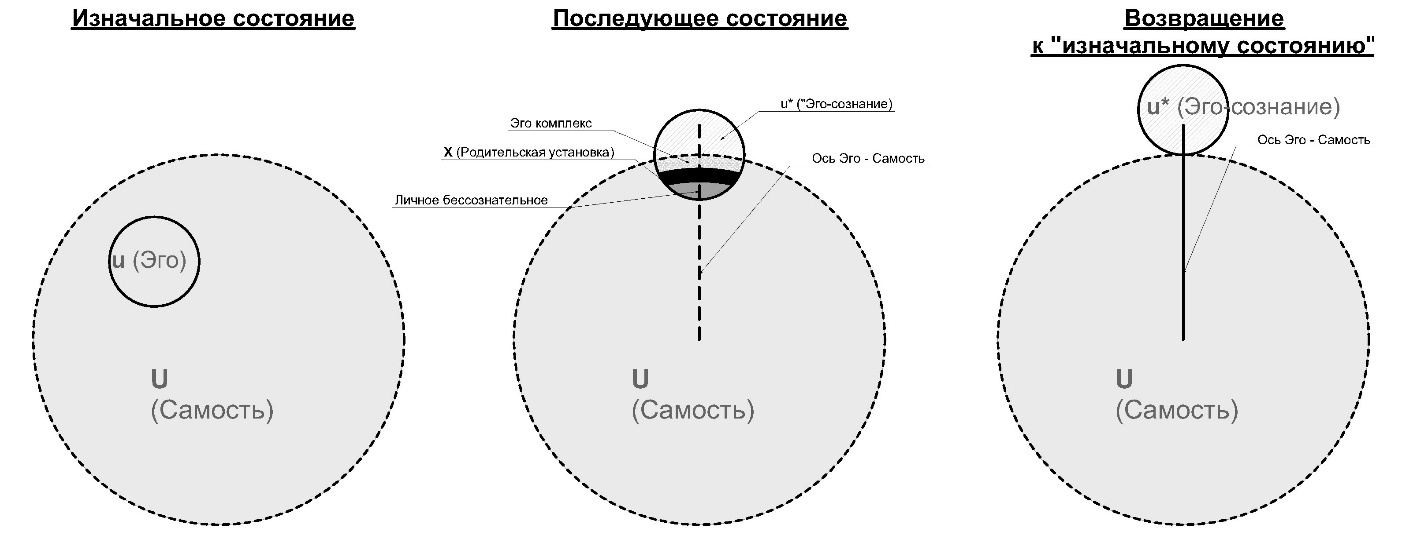 Изначальное состояние
u (Эго)
U
(Самость)
Последующее состояние
u* ("Эго-сознание)
Эго комплекс
X (Родительская установка)
Ось Эго - Самость
Личное бессознательное
U
(Самость)
Возвращение
к "изначальному состоянию"
u* (Эго-сознание)
Ось Эго - Самость
U
(Самость)